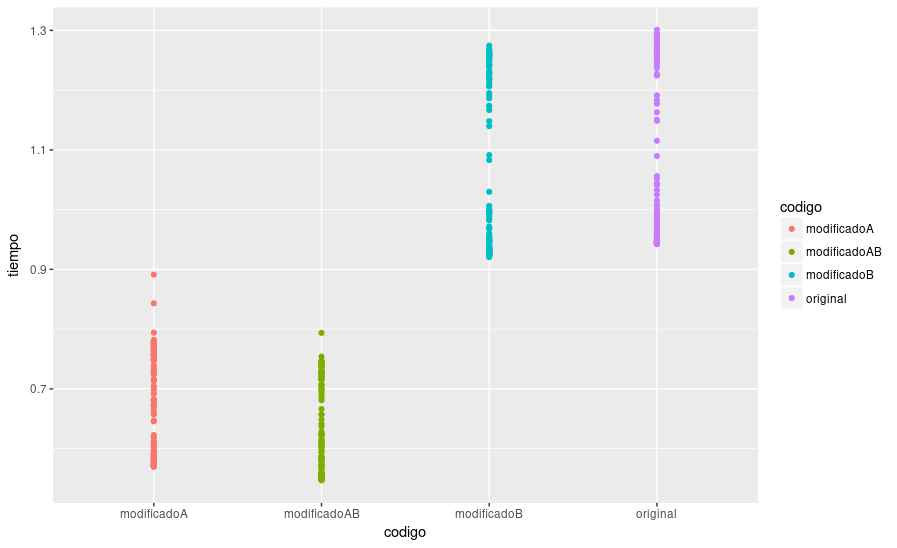 1.3
1.1
0.9
0.7
tiempo
modificadoA
modificadoAB
modificadoB
original
codigo
codigo
modificadoA
modificadoAB
modificadoB
original